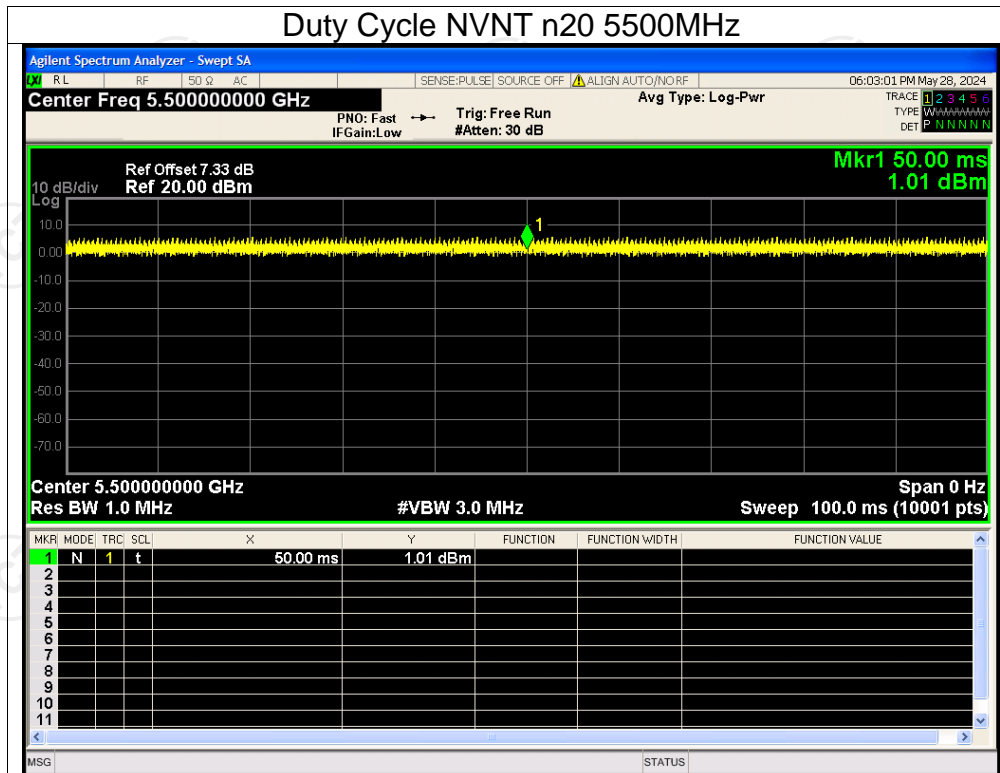 Duty Cycle NVNT n20 5500MHz
Agilent Spectrum Analyzer - Swept SA
LXI RL RF 50 Ω AC SENSE:PULSE SOURCE OFF ALIGN AUTO/NO RF 06:03:01 PM May 28, 2024
Center Freq 5.500000000 GHz Avg Type: Log-Pwr TRACE 1 2 3 4 5 6
PNO: Fast Trig: Free Run TYPE WWWWWW
IFGain:Low #Atten: 30 dB DET P N N N N N
Mkr1 50.00 ms
Ref Offset 7.33 dB
10 dB/div Ref 20.00 dBm 1.01 dBm
Log
10.0
0.00
-10.0
-20.0
-30.0
-40.0
-50.0
-60.0
-70.0
1
Center 5.500000000 GHz Span 0 Hz
Res BW 1.0 MHz #VBW 3.0 MHz Sweep 100.0 ms (10001 pts)
MKR MODE TRC SCL X Y FUNCTION FUNCTION WIDTH FUNCTION VALUE
1 N 1 t 50.00 ms 1.01 dBm
2
3
4
5
6
7
8
9
10
11
MSG STATUS